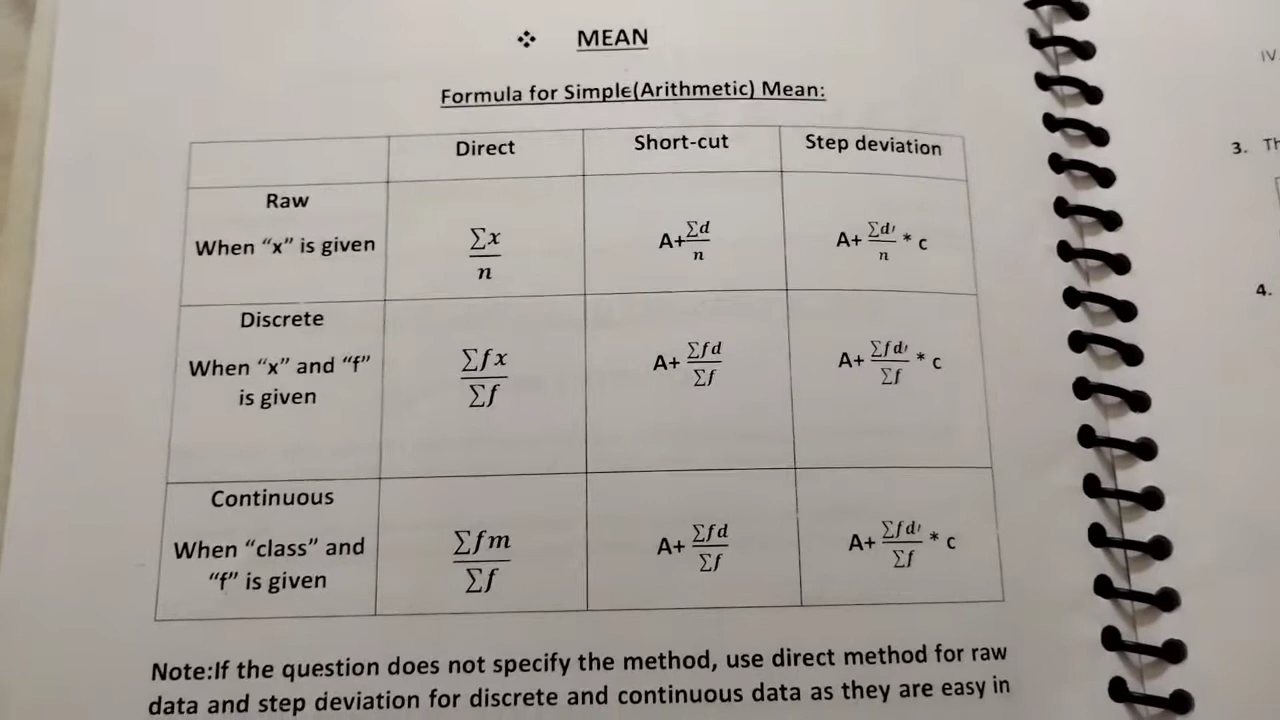 ❖ MEAN
Formula for Simple(Arithmetic) Mean:
Direct Short-cut Step deviation
Raw
When “x” is given
∑x/n
A+∑d/n
A+ ∑d′/n * c
Discrete
When “x” and “f”
is given
∑fx/∑f
A+ ∑fd/∑f
A+ ∑fd′/∑f * c
Continuous
When “class” and
“f” is given
∑fm/∑f
A+ ∑fd/∑f
A+ ∑fd′/∑f * c
Note:If the question does not specify the method, use direct method for raw
data and step deviation for discrete and continuous data as they are easy in
IV.
3. Th
4.